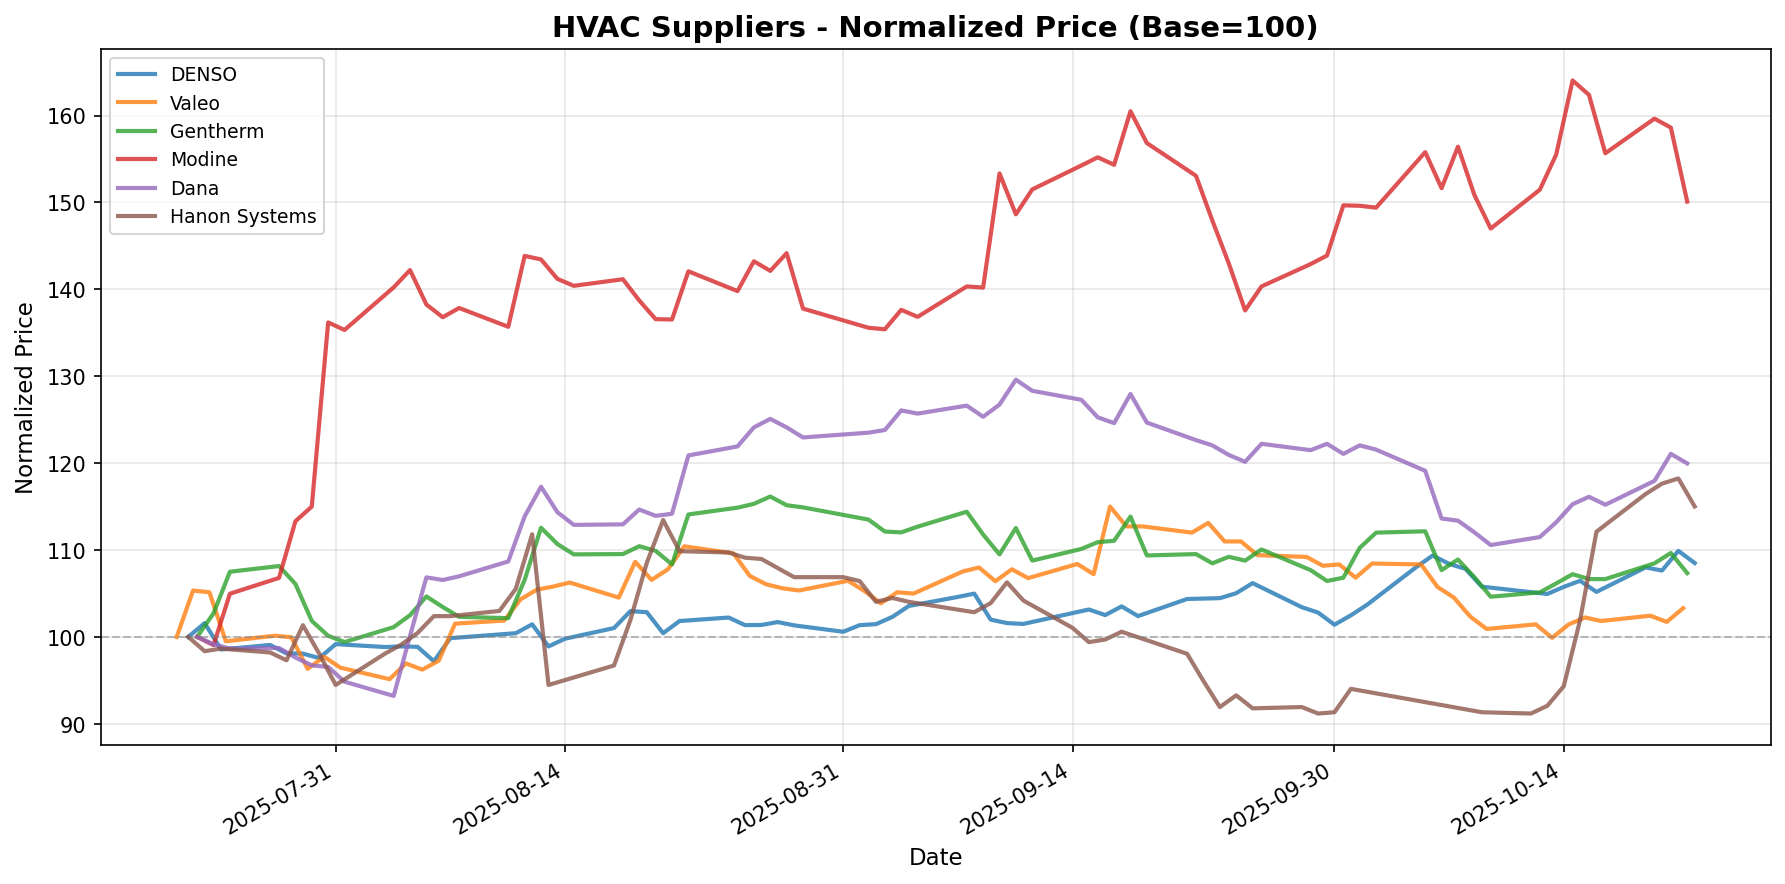 HVAC Suppliers - Normalized Price (Base=100)
DENSO
Valeo
Gentherm
Modine
Dana
Hanon Systems
Normalized Price
160
150
140
130
120
110
100
90
2025-07-31
2025-08-14
2025-08-31
2025-09-14
2025-09-30
2025-10-14
Date